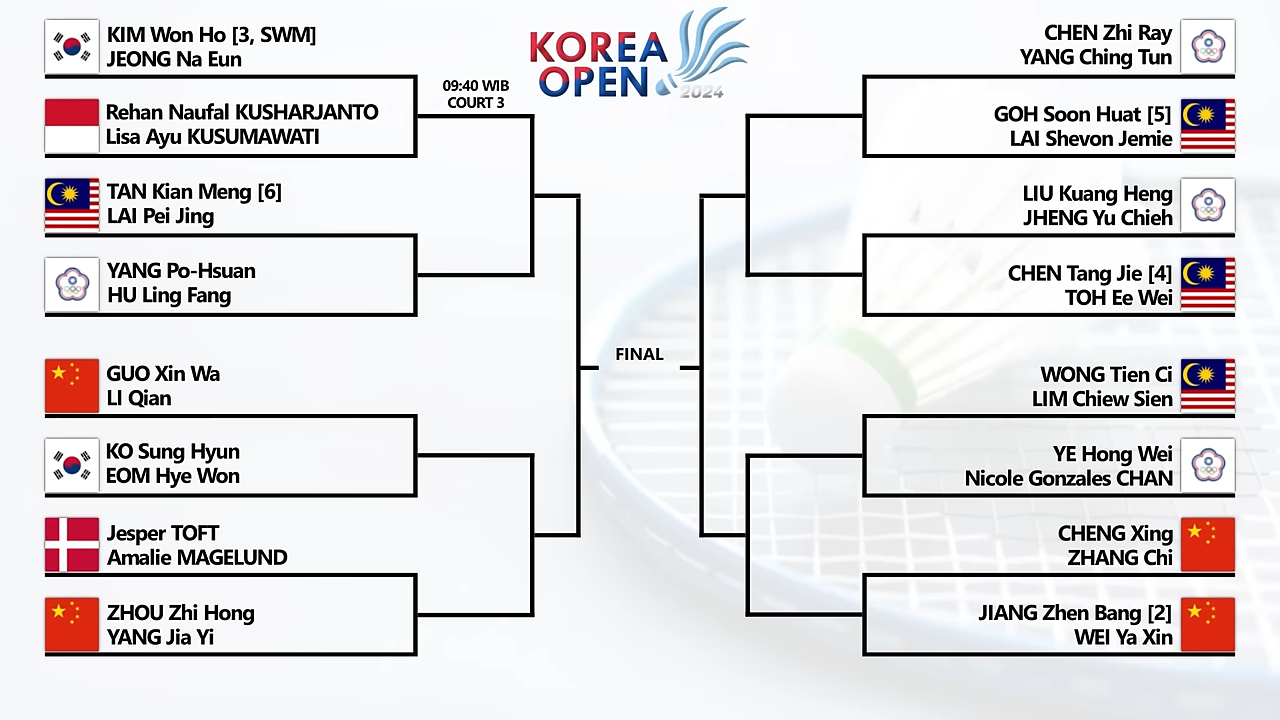 KOREA
OPEN
2024
KIM Won Ho [3, SWM]
JEONG Na Eun
09:40 WIB
COURT 3
Rehan Naufal KUSHARJANTO
Lisa Ayu KUSUMAWATI
TAN Kian Meng [6]
LAI Pei Jing
YANG Po-Hsuan
HU Ling Fang
GUO Xin Wa
LI Qian
KO Sung Hyun
EOM Hye Won
Jesper TOFT
Amalie MAGELUND
ZHOU Zhi Hong
YANG Jia Yi
FINAL
CHEN Zhi Ray
YANG Ching Tun
GOH Soon Huat [5]
LAI Shevon Jemie
LIU Kuang Heng
JHENG Yu Chieh
CHEN Tang Jie [4]
TOH Ee Wei
WONG Tien Ci
LIM Chiew Sien
YE Hong Wei
Nicole Gonzales CHAN
CHENG Xing
ZHANG Chi
JIANG Zhen Bang [2]
WEI Ya Xin